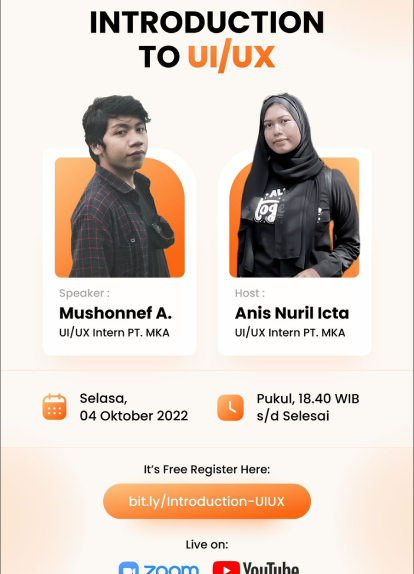 INTRODUCTION
TO UI/UX
Speaker :
Mushonnef A.
UI/UX Intern PT. MKA
Host :
Anis Nuril Icta
UI/UX Intern PT. MKA
Selasa,
04 Oktober 2022
Pukul, 18.40 WIB
s/d Selesai
It's Free Register Here:
bit.ly/Introduction-UIUX
Live on:
zoom
YouTube